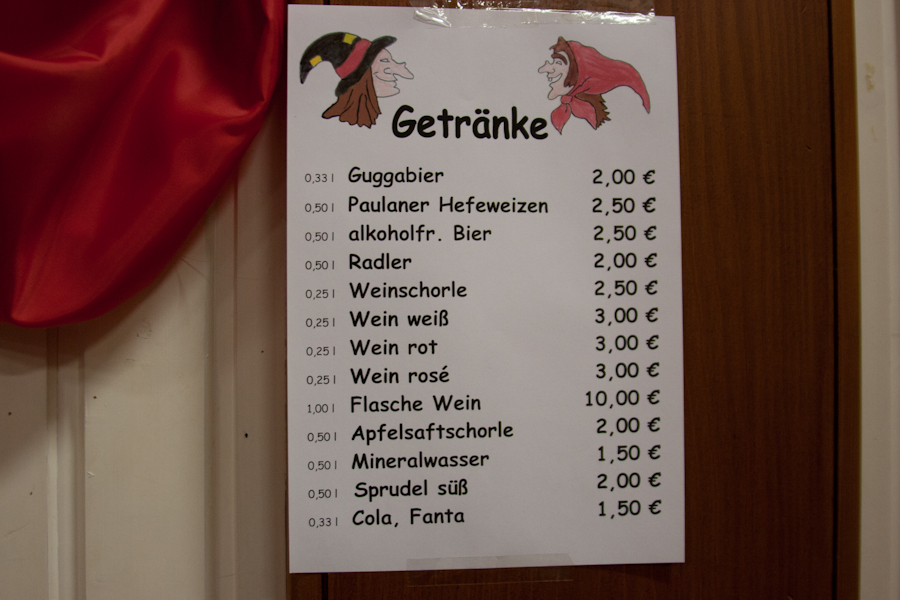 Getränke
0,33 l Guggabier 2,00 €
0,50 l Paulaner Hefeweizen 2,50 €
0,50 l alkoholfr. Bier 2,50 €
0,50 l Radler 2,00 €
0,25 l Weinschorle 2,50 €
0,25 l Wein weiß 3,00 €
0,25 l Wein rot 3,00 €
0,25 l Wein rosé 3,00 €
1,00 l Flasche Wein 10,00 €
0,50 l Apfelsaftschorle 2,00 €
0,50 l Mineralwasser 1,50 €
0,50 l Sprudel süß 2,00 €
0,33 l Cola, Fanta 1,50 €